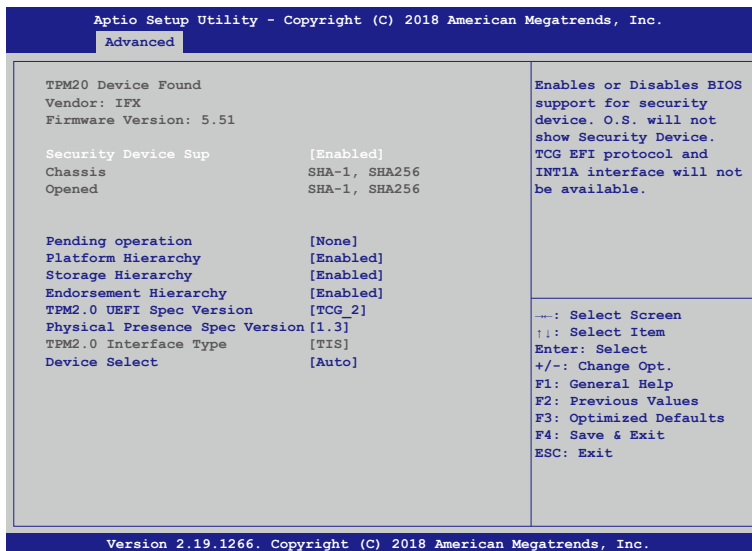 Aptio Setup Utility - Copyright (C) 2018 American Megatrends, Inc.
Advanced
TPM20 Device Found
Vendor: IFX
Firmware Version: 5.51
Security Device Sup [Enabled]
Chassis SHA-1, SHA256
Opened SHA-1, SHA256
Pending operation [None]
Platform Hierarchy [Enabled]
Storage Hierarchy [Enabled]
Endorsement Hierarchy [Enabled]
TPM2.0 UEFI Spec Version [TCG_2]
Physical Presence Spec Version [1.3]
TPM2.0 Interface Type [TIS]
Device Select [Auto]
Enables or Disables BIOS
support for security
device. O.S. will not
show Security Device.
TCG EFI protocol and
INT1A interface will not
be available.
→←: Select Screen
↑↓: Select Item
Enter: Select
+/-: Change Opt.
F1: General Help
F2: Previous Values
F3: Optimized Defaults
F4: Save & Exit
ESC: Exit
Version 2.19.1266. Copyright (C) 2018 American Megatrends, Inc.